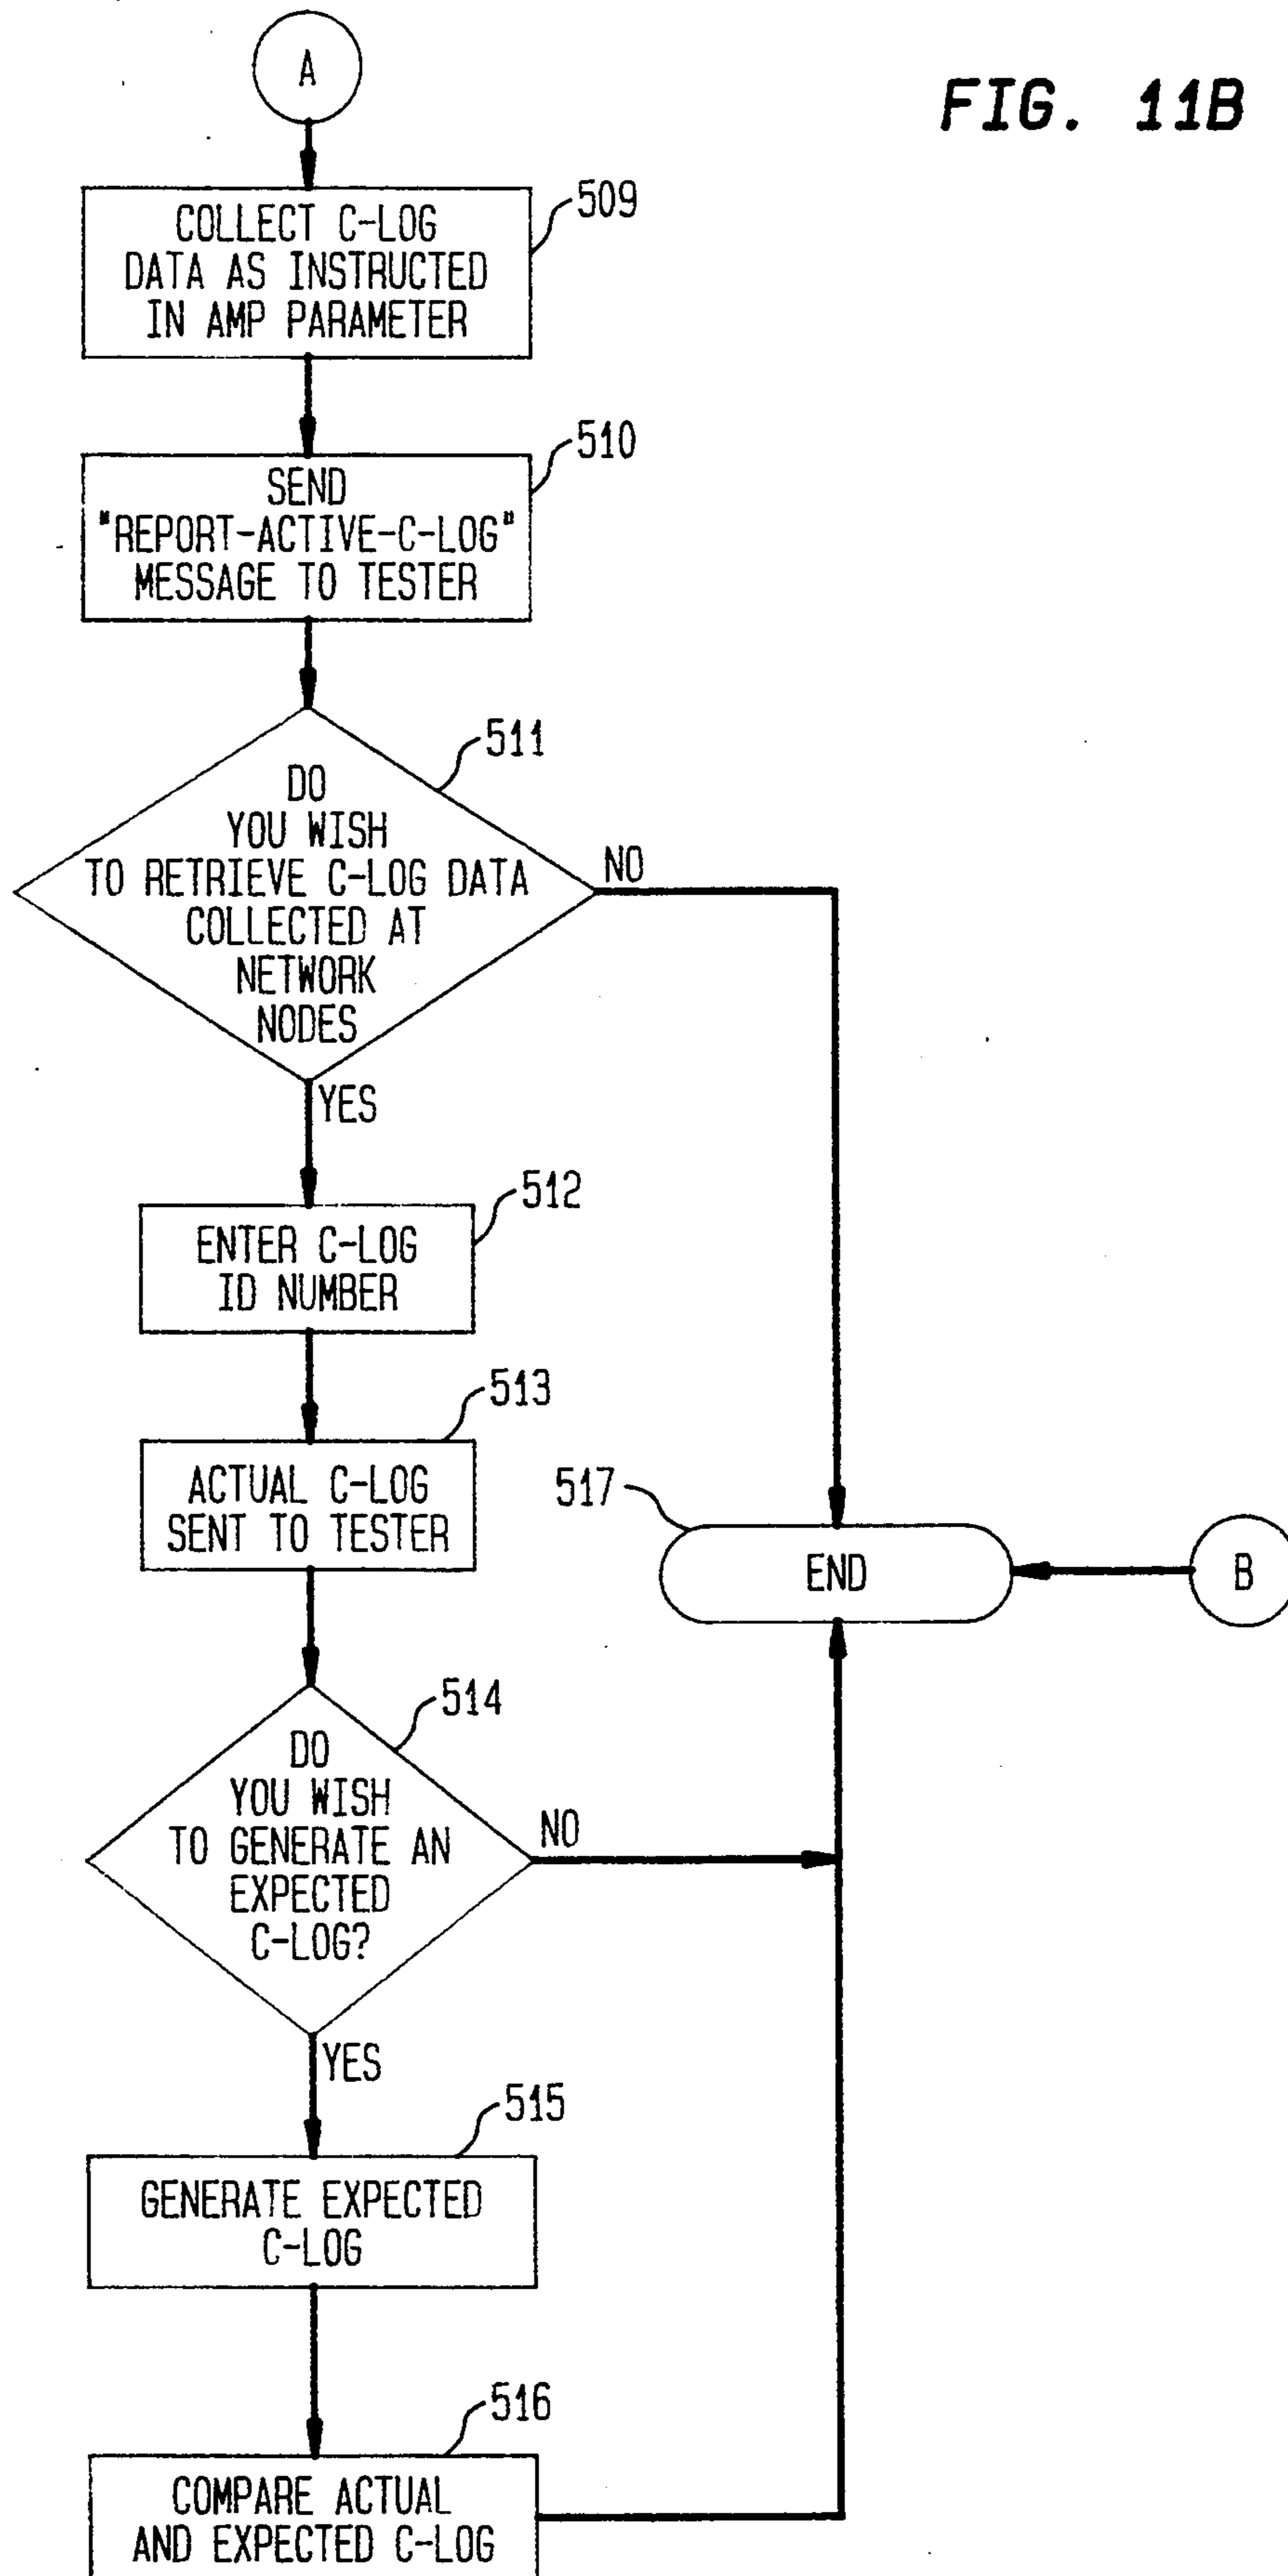 FIG. 11B
A
509
COLLECT C-LOG
DATA AS INSTRUCTED
IN AMP PARAMETER
510
SEND
"REPORT-ACTIVE-C-LOG"
MESSAGE TO TESTER
511
DO
YOU WISH
TO RETRIEVE C-LOG DATA
COLLECTED AT
NETWORK
NODES
NO
YES
512
ENTER C-LOG
ID NUMBER
513
ACTUAL C-LOG
SENT TO TESTER
517
END
B
514
DO
YOU WISH
TO GENERATE AN
EXPECTED
C-LOG?
NO
YES
515
GENERATE EXPECTED
C-LOG
516
COMPARE ACTUAL
AND EXPECTED C-LOG